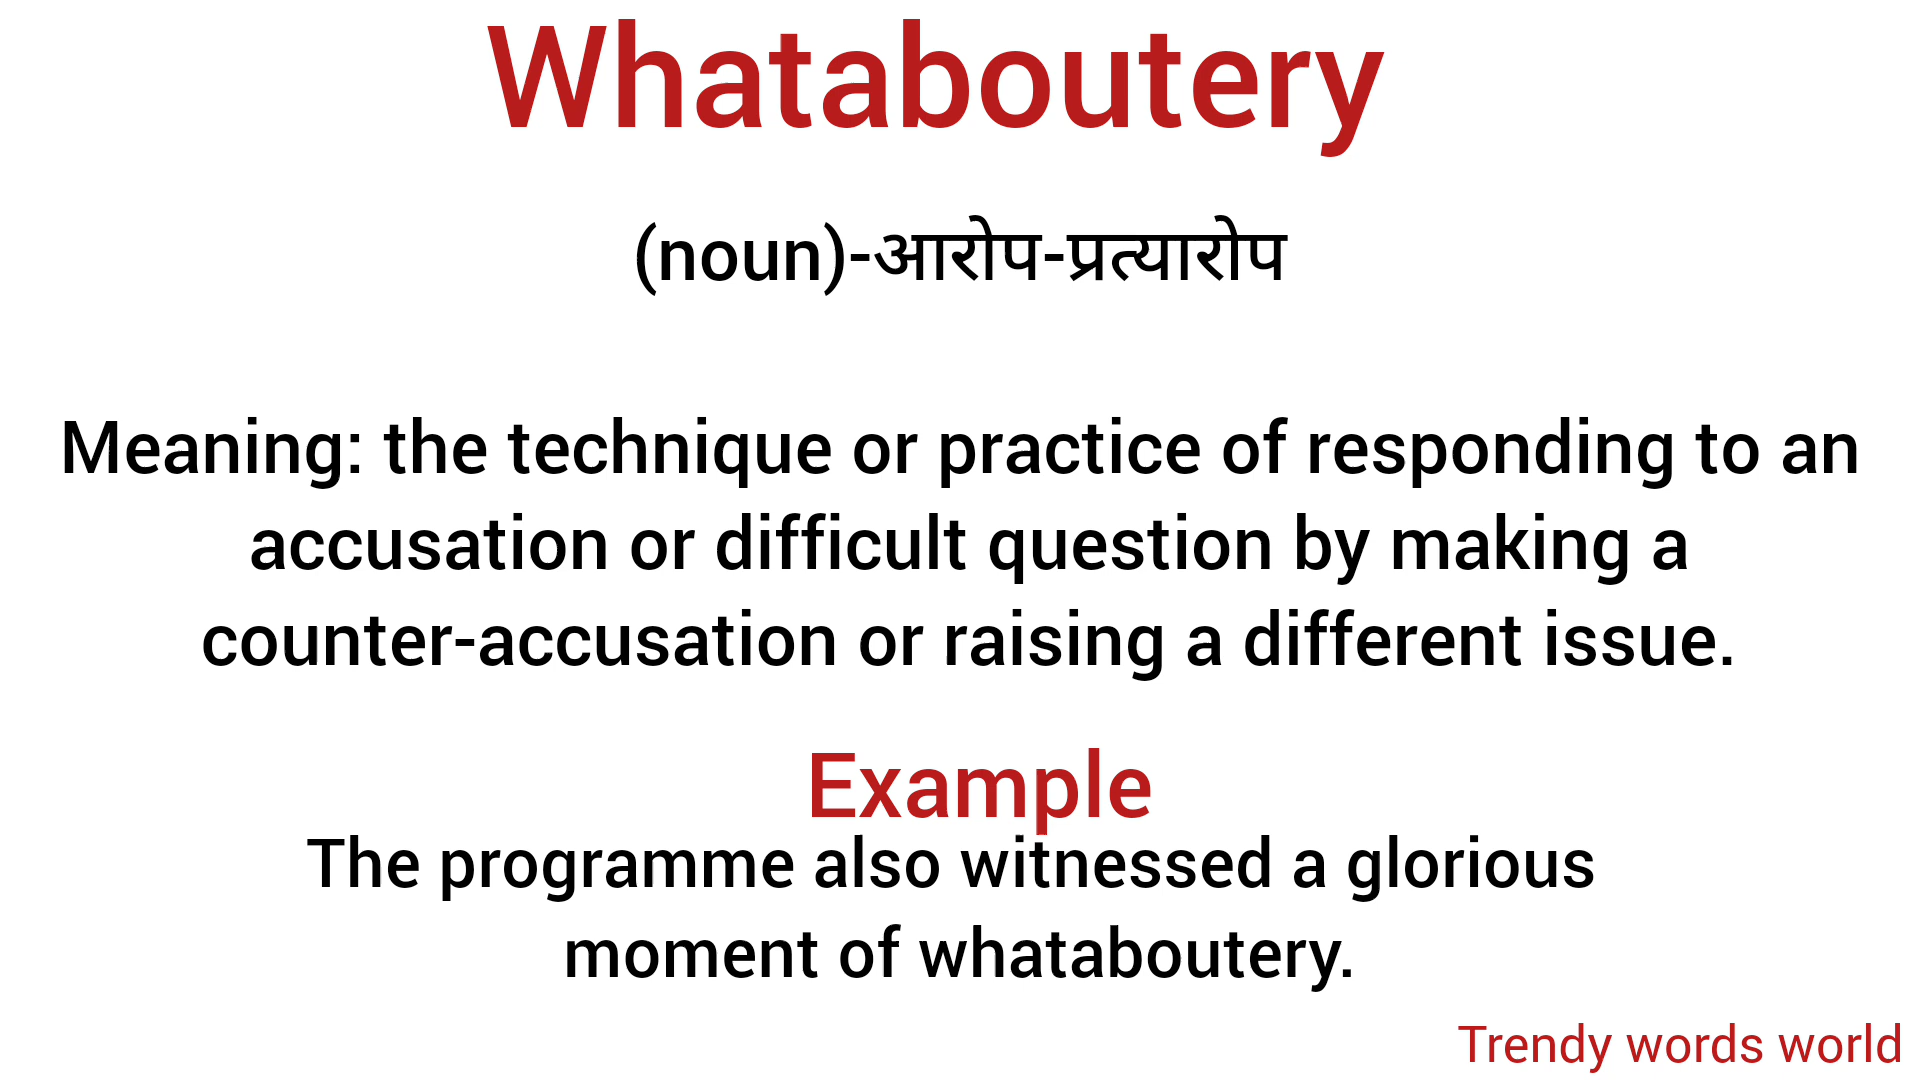 Whataboutery
(noun)-आरोप-प्रत्यारोप
Meaning: the technique or practice of responding to an
accusation or difficult question by making a
counter-accusation or raising a different issue.
Example
The programme also witnessed a glorious
moment of whataboutery.
Trendy words world